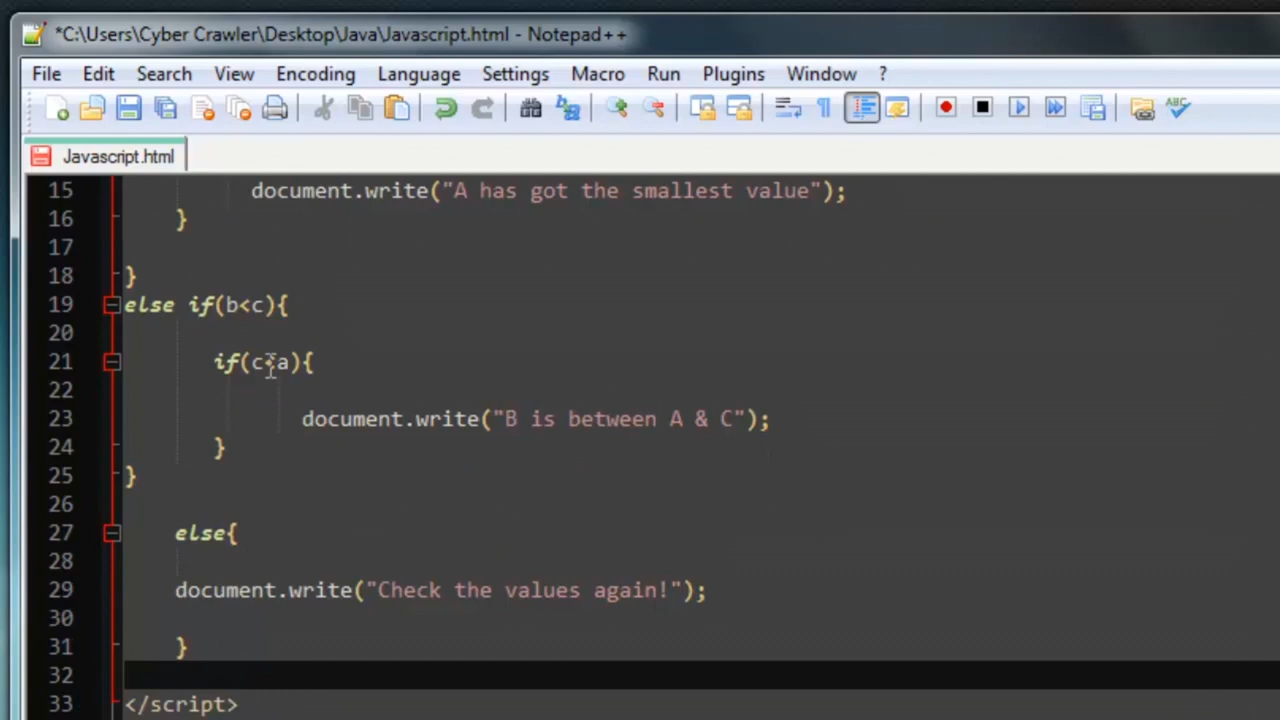 *C:\Users\Cyber Crawler\Desktop\Java\Javascript.html - Notepad++
File Edit Search View Encoding Language Settings Macro Run Plugins Window ?
Javascript.html
15 document.write("A has got the smallest value");
16 }
17
18 }
19 else if(b<c){
20
21 if(c<a){
22
23 document.write("B is between A & C");
24 }
25 }
26
27 else{
28
29 document.write("Check the values again!");
30
31 }
32
33 </script>